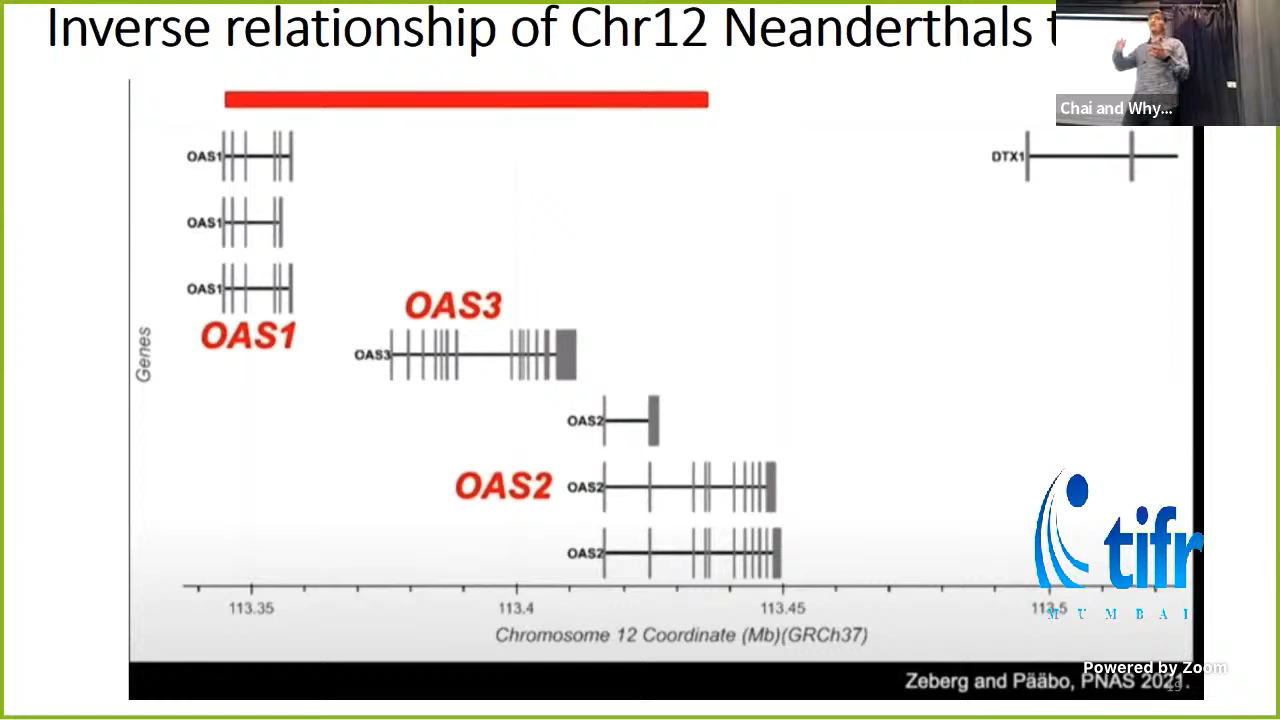 Inverse relationship of Chr12 Neanderthals
Chai and Why...
OAS1
DTX1
OAS1
OAS1
OAS1
OAS3
OAS3
OAS2
OAS2
OAS2
OAS2
Genes
113.35
113.4
113.45
113.5
Chromosome 12 Coordinate (Mb)(GRCh37)
tifr
MUMBAI
Powered by Zoom
Zeberg and Pääbo, PNAS 2021.